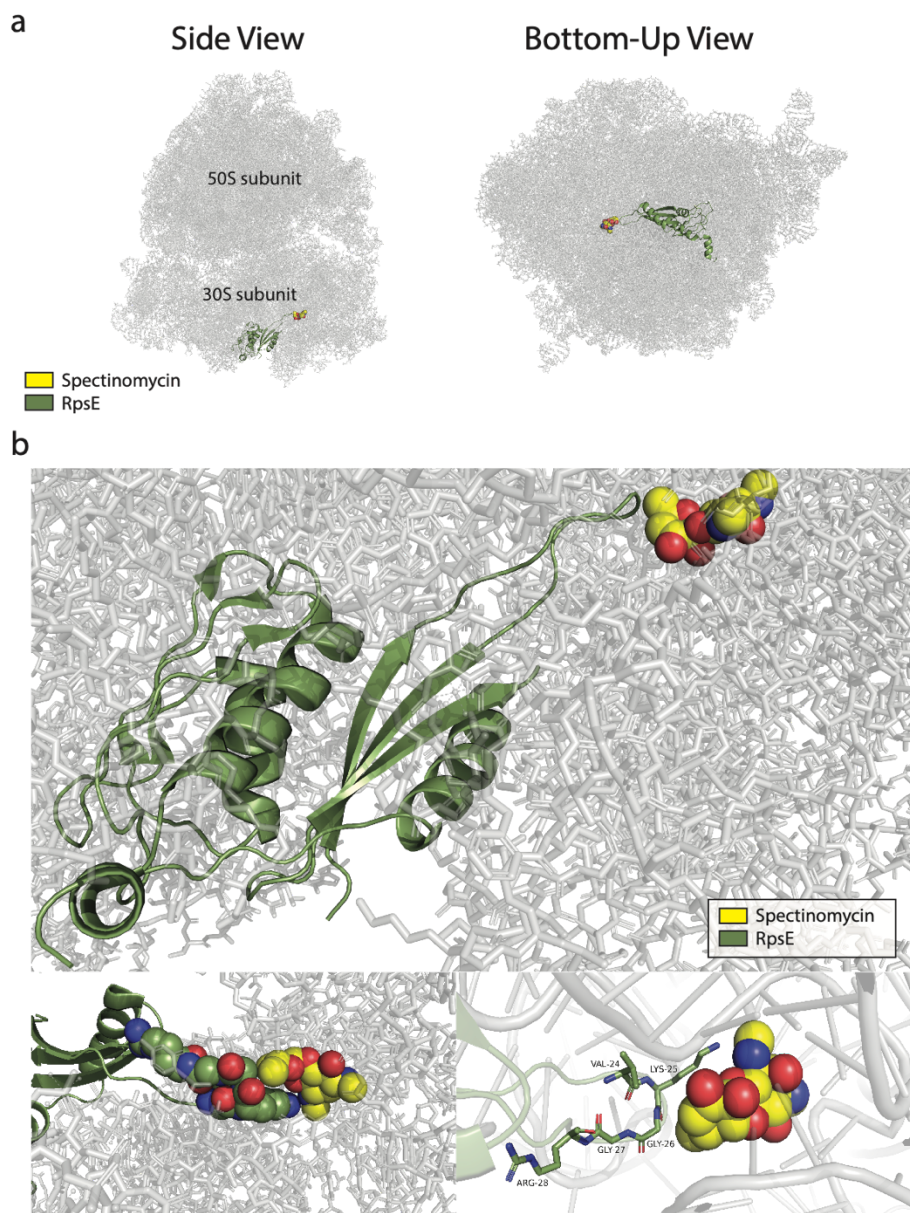 a
Side View
Bottom-Up View
50S subunit
30S subunit
Spectinomycin
RpsE
b
Spectinomycin
RpsE
VAL-24
LYS-25
GLY 27
GLY-26
ARG-28